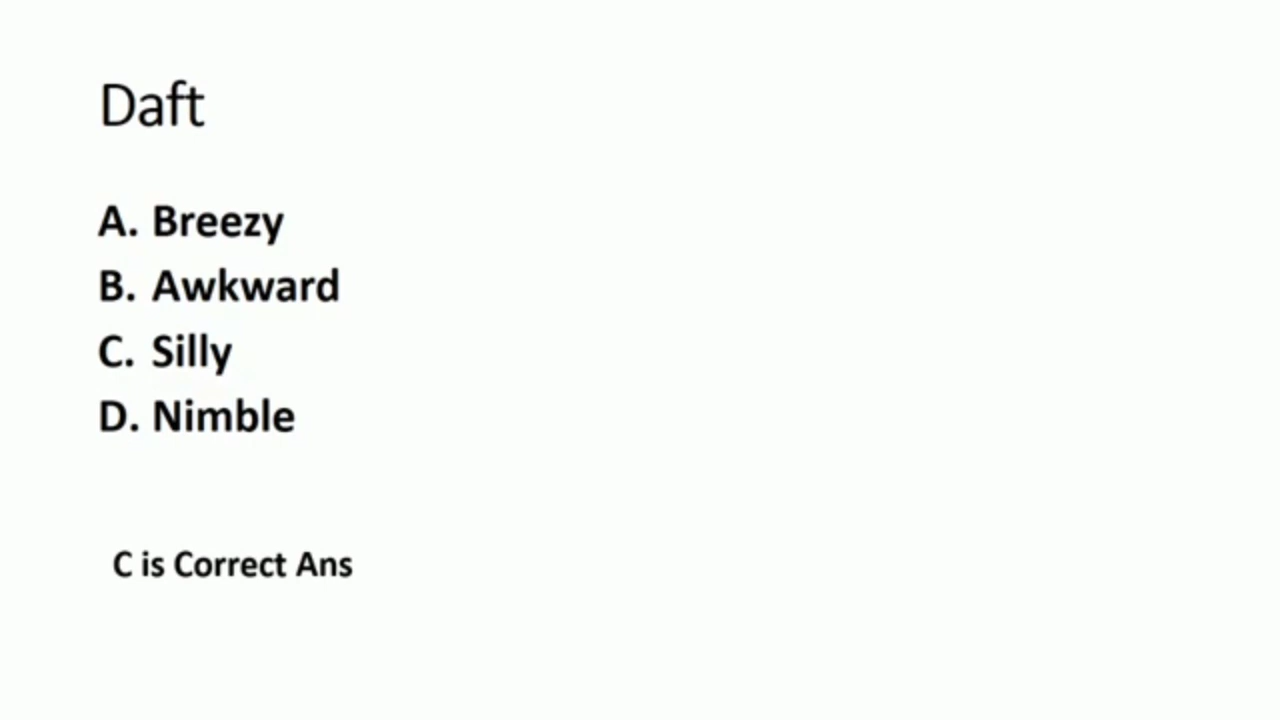 Daft
A. Breezy
B. Awkward
C. Silly
D. Nimble
C is Correct Ans